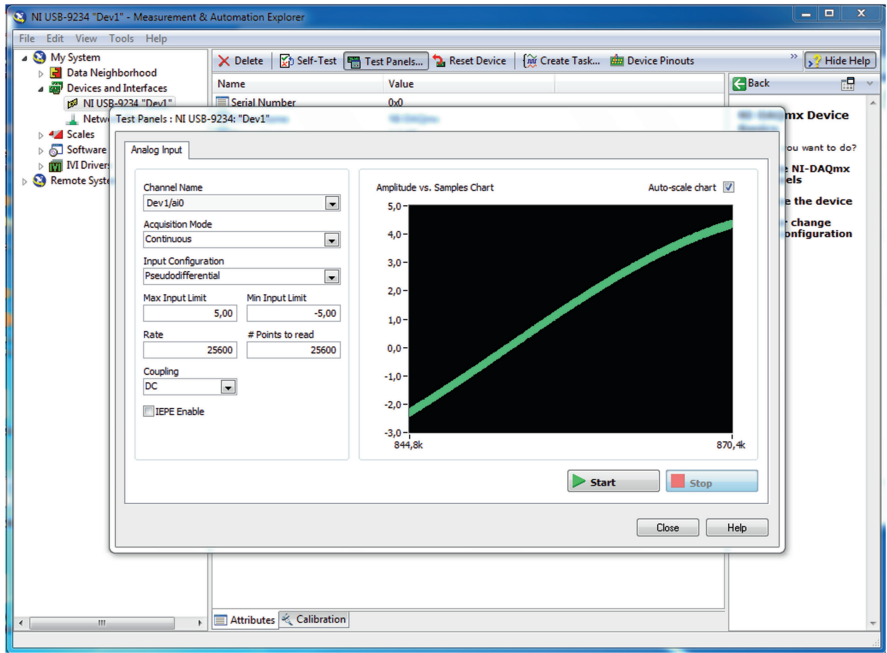 NI USB-9234 "Dev1" - Measurement & Automation Explorer
File Edit View Tools Help
My System
Data Neighborhood
Devices and Interfaces
NI USB-9234 "Dev1"
Netw
Scales
Software
IVI Driver
Remote Syste
Delete Self-Test Test Panels... Reset Device Create Task... Device Pinouts » Hide Help
Name Value
Serial Number 0x0
Back
mx Device
ou want to do?
NI-DAQmx
els
e the device
r change
onfiguration
Test Panels : NI USB-9234: "Dev1"
Analog Input
Channel Name
Dev1/ai0
Acquisition Mode
Continuous
Input Configuration
Pseudodifferential
Max Input Limit Min Input Limit
5,00 -5,00
Rate # Points to read
25600 25600
Coupling
DC
IEPE Enable
Amplitude vs. Samples Chart Auto-scale chart
5,0
4,0
3,0
2,0
1,0
0,0
-1,0
-2,0
-3,0
844,8k 870,4k
Start Stop
Close Help
Attributes Calibration